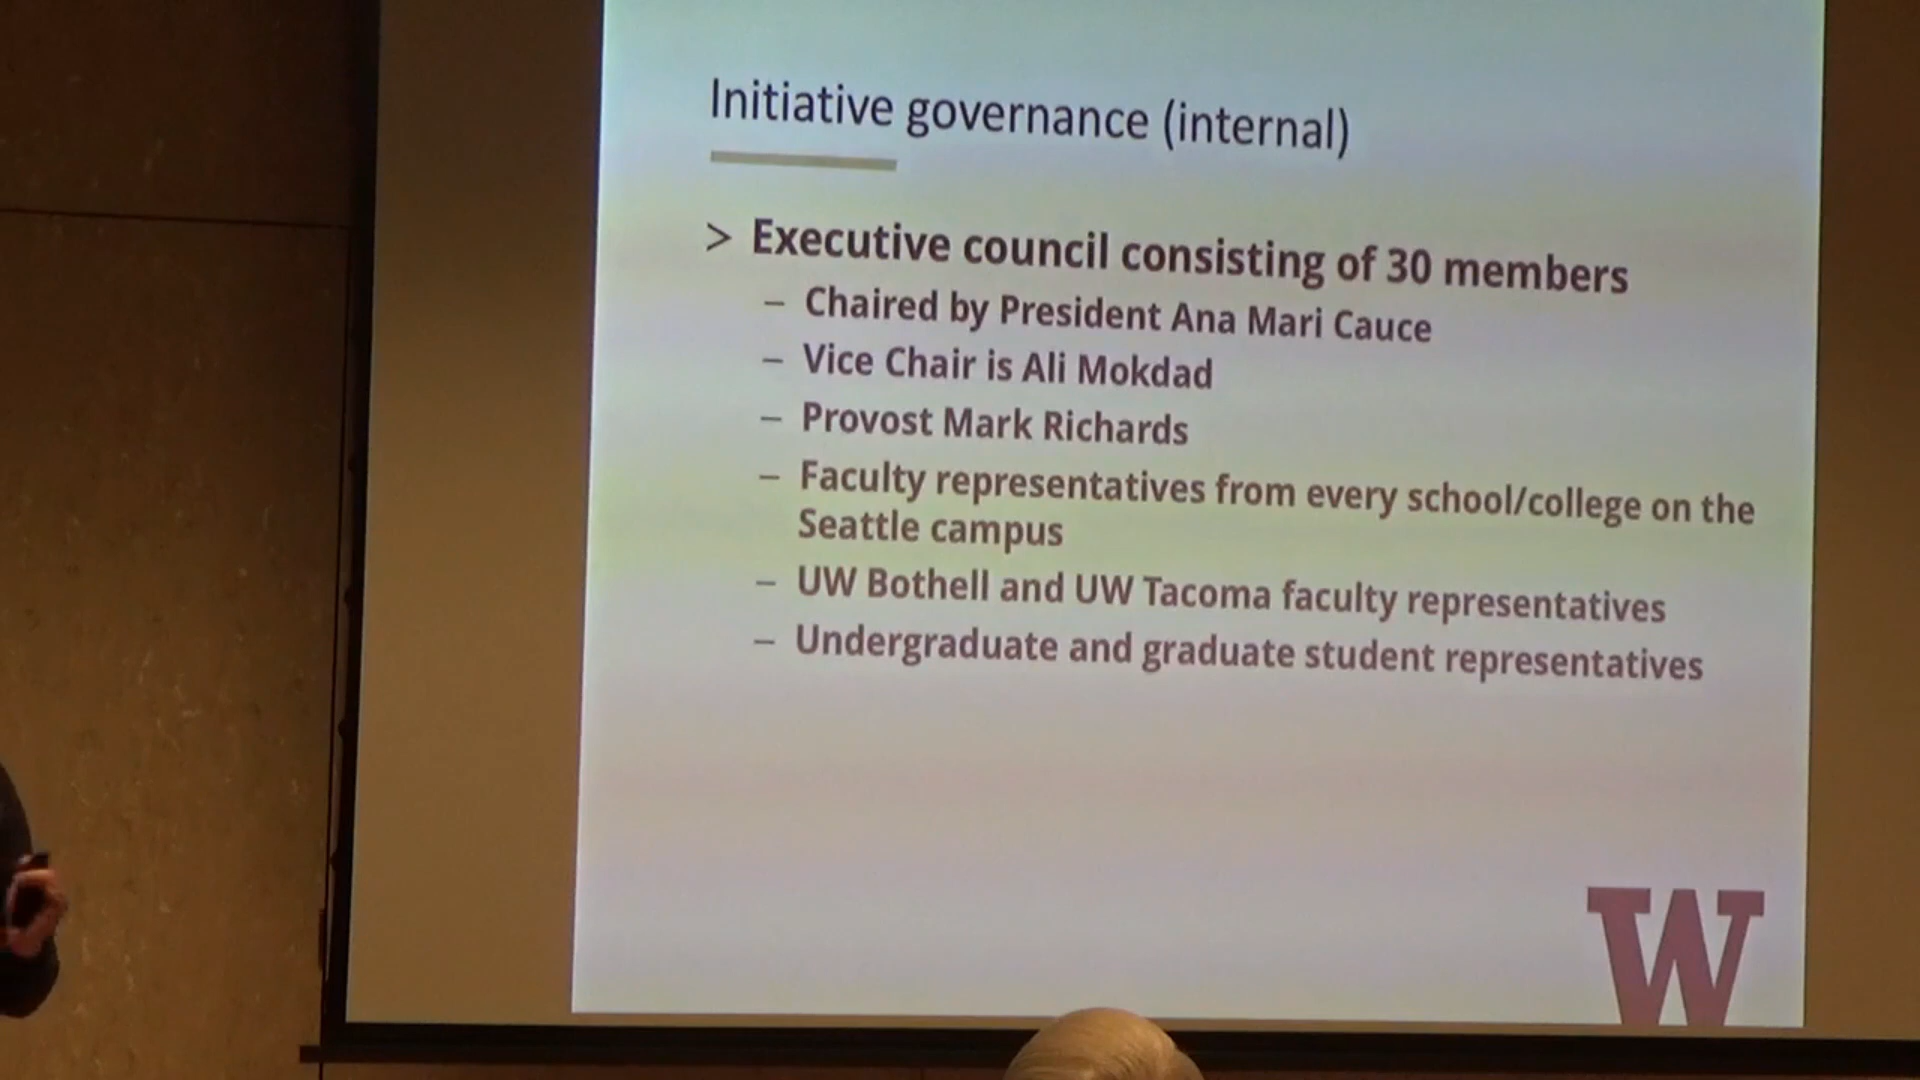 Initiative governance (internal)
> Executive council consisting of 30 members
– Chaired by President Ana Mari Cauce
– Vice Chair is Ali Mokdad
– Provost Mark Richards
– Faculty representatives from every school/college on the
Seattle campus
– UW Bothell and UW Tacoma faculty representatives
– Undergraduate and graduate student representatives
W